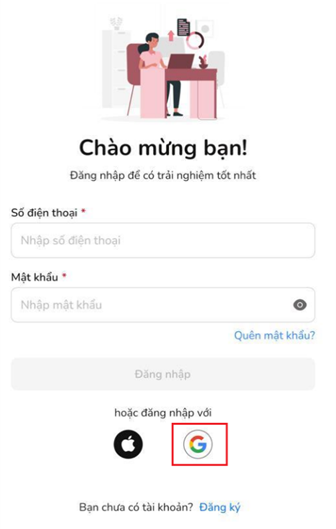 Chào mừng bạn!
Đăng nhập để có trải nghiệm tốt nhất
Số điện thoại *
Nhập số điện thoại
Mật khẩu *
Nhập mật khẩu
Quên mật khẩu?
Đăng nhập
hoặc đăng nhập với
Bạn chưa có tài khoản? Đăng ký